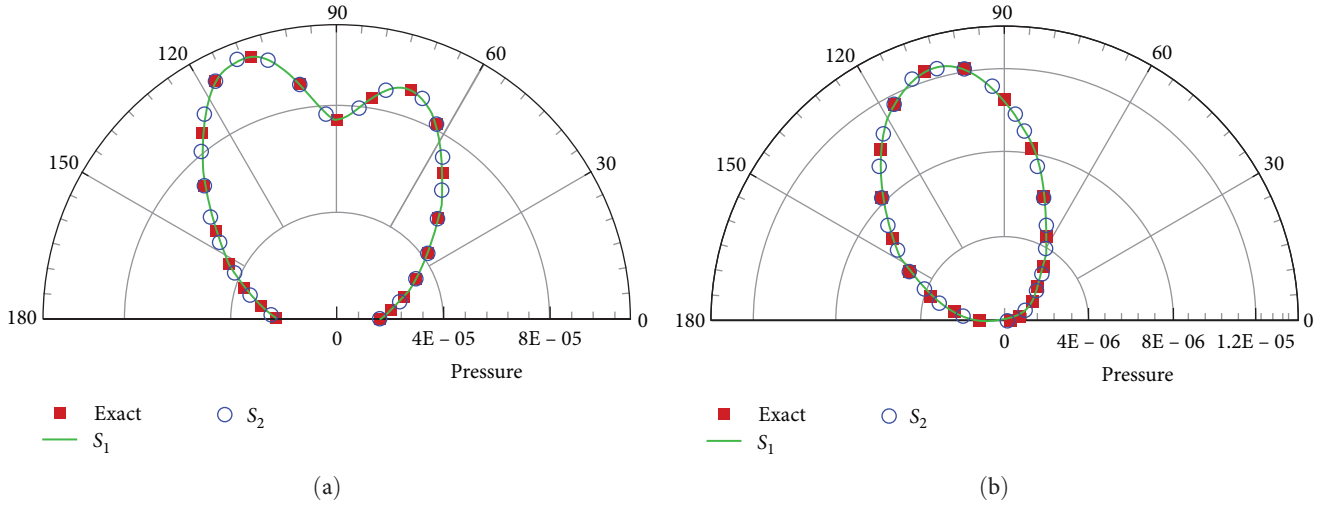 90
120
60
150
30
180
0
0
4E – 05
8E – 05
Pressure
Exact
S2
S1
(a)
90
120
60
150
30
180
0
0
4E – 06
8E – 06
1.2E – 05
Pressure
Exact
S2
S1
(b)